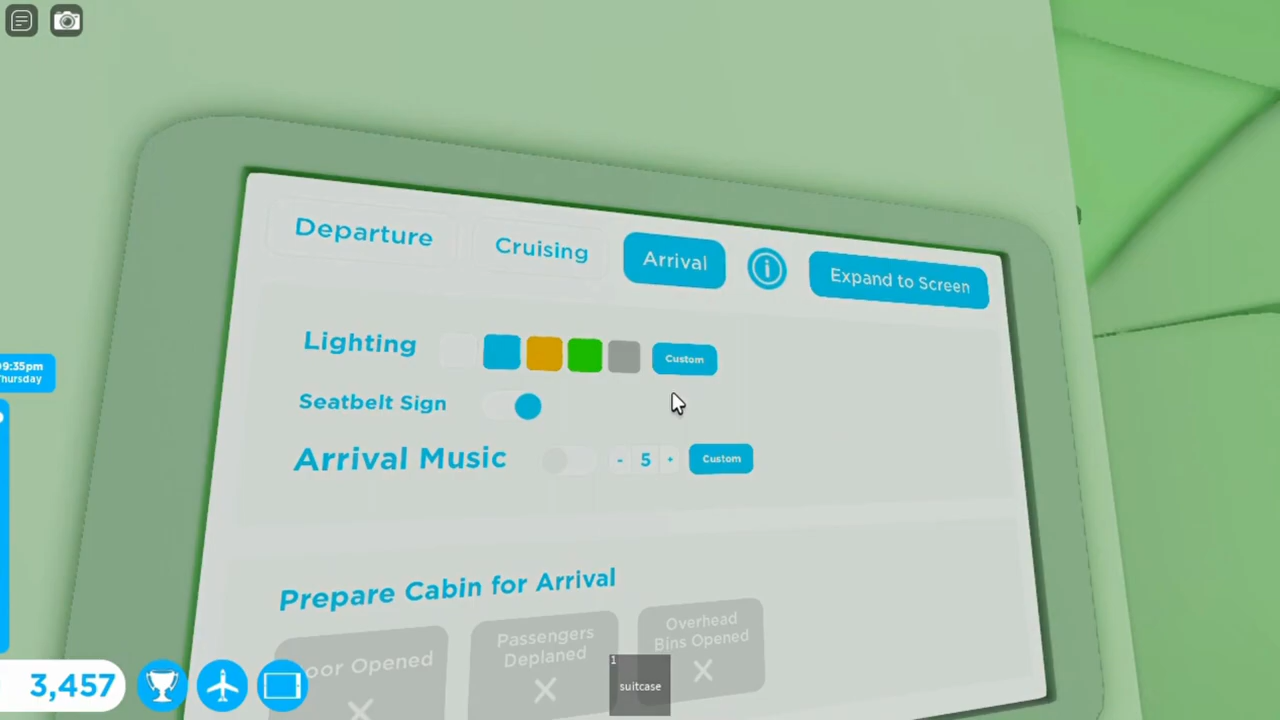 Departure
Cruising
Arrival
i
Expand to Screen
Lighting
Custom
Seatbelt Sign
Arrival Music
- 5 +
Custom
9:35pm
Thursday
Prepare Cabin for Arrival
Door Opened
Passengers
Deplaned
Overhead
Bins Opened
3,457
1
suitcase